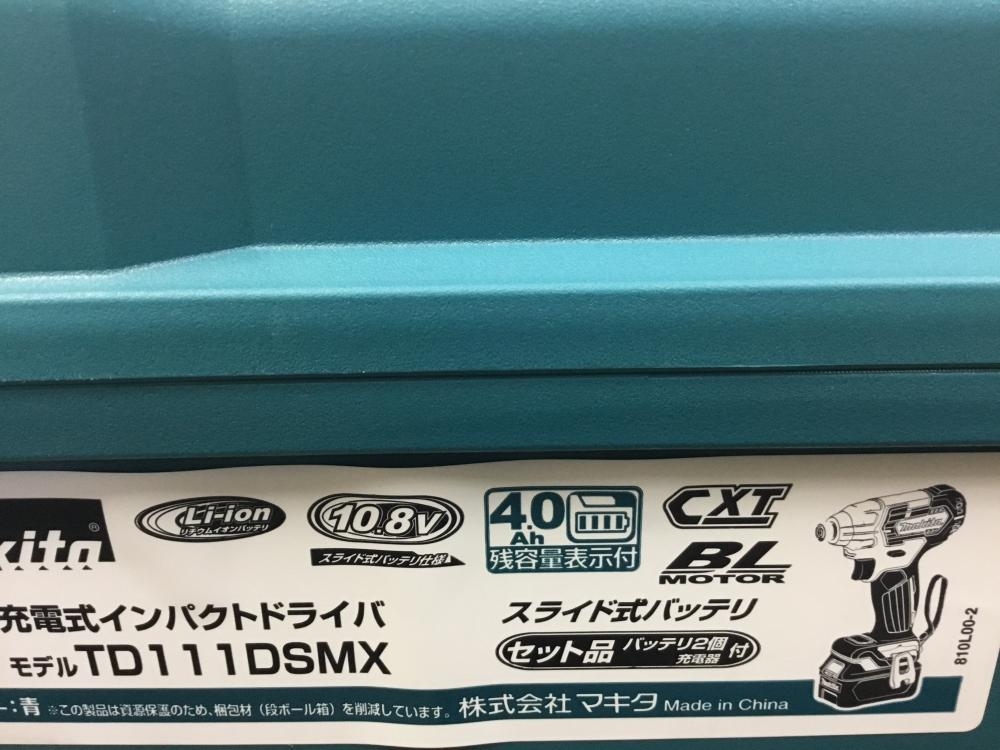 kita®
Li-ion
リチウムイオンバッテリ
10.8V
スライド式バッテリ仕様
4.0
Ah
残容量表示付
CXT
BL
MOTOR
makita
充電式インパクトドライバ
モデルTD111DSMX
スライド式バッテリ
セット品 バッテリ2個 充電器 付
810L00-2
ー:青 ※この製品は資源保護のため、梱包材(段ボール箱)を削減しています。 株式会社マキタ Made in China